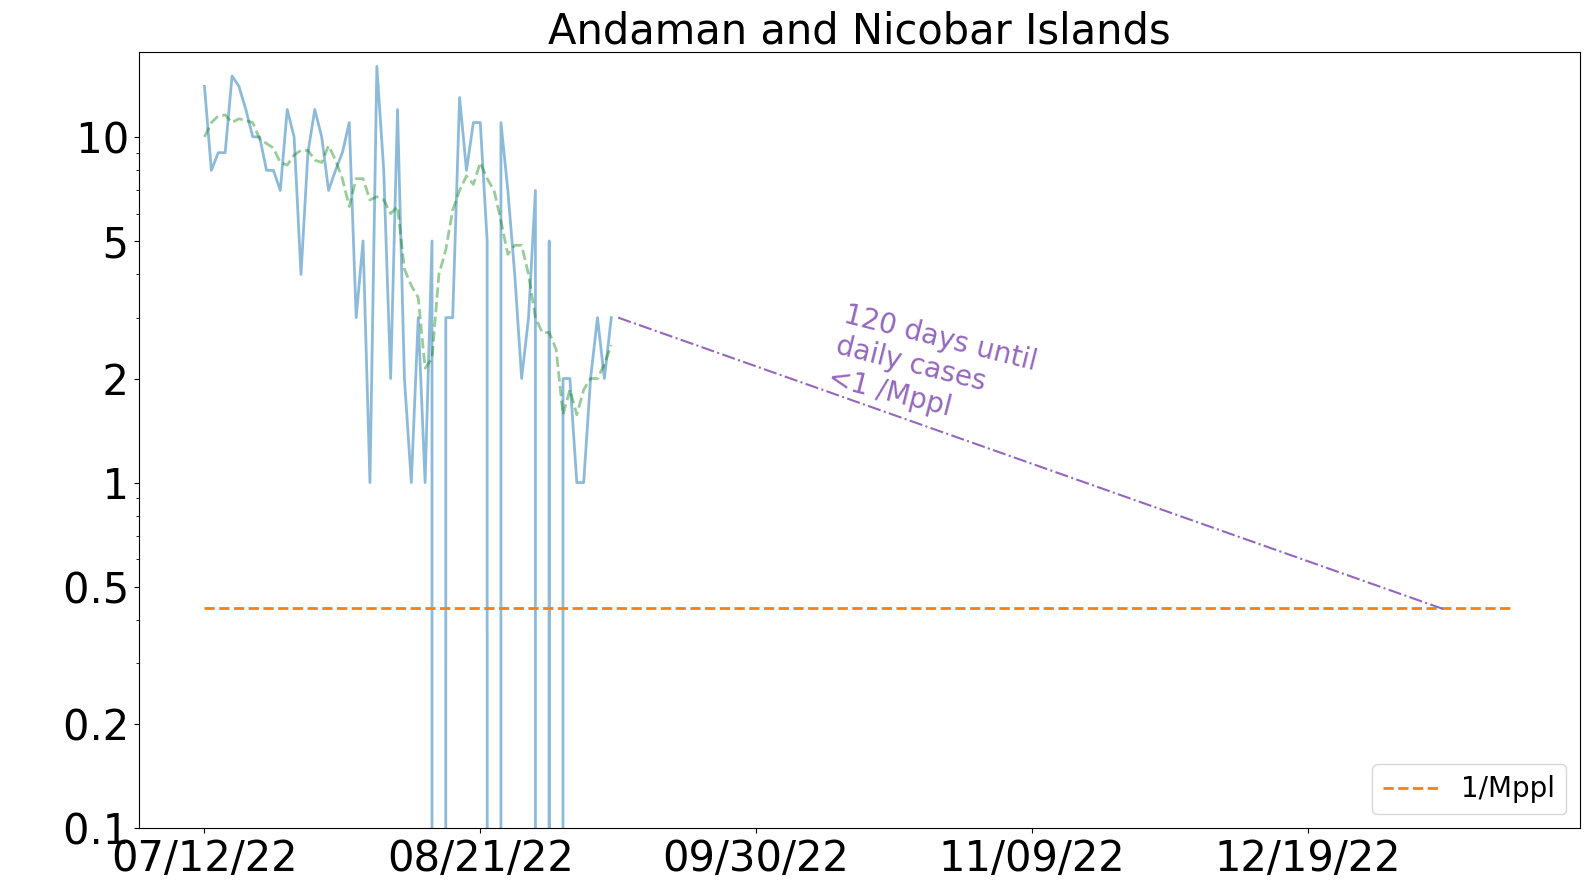 Andaman and Nicobar Islands
10
5
2
1
0.5
0.2
0.1
120 days until
daily cases
<1 /Mppl
1/Mppl
07/12/22 08/21/22 09/30/22 11/09/22 12/19/22